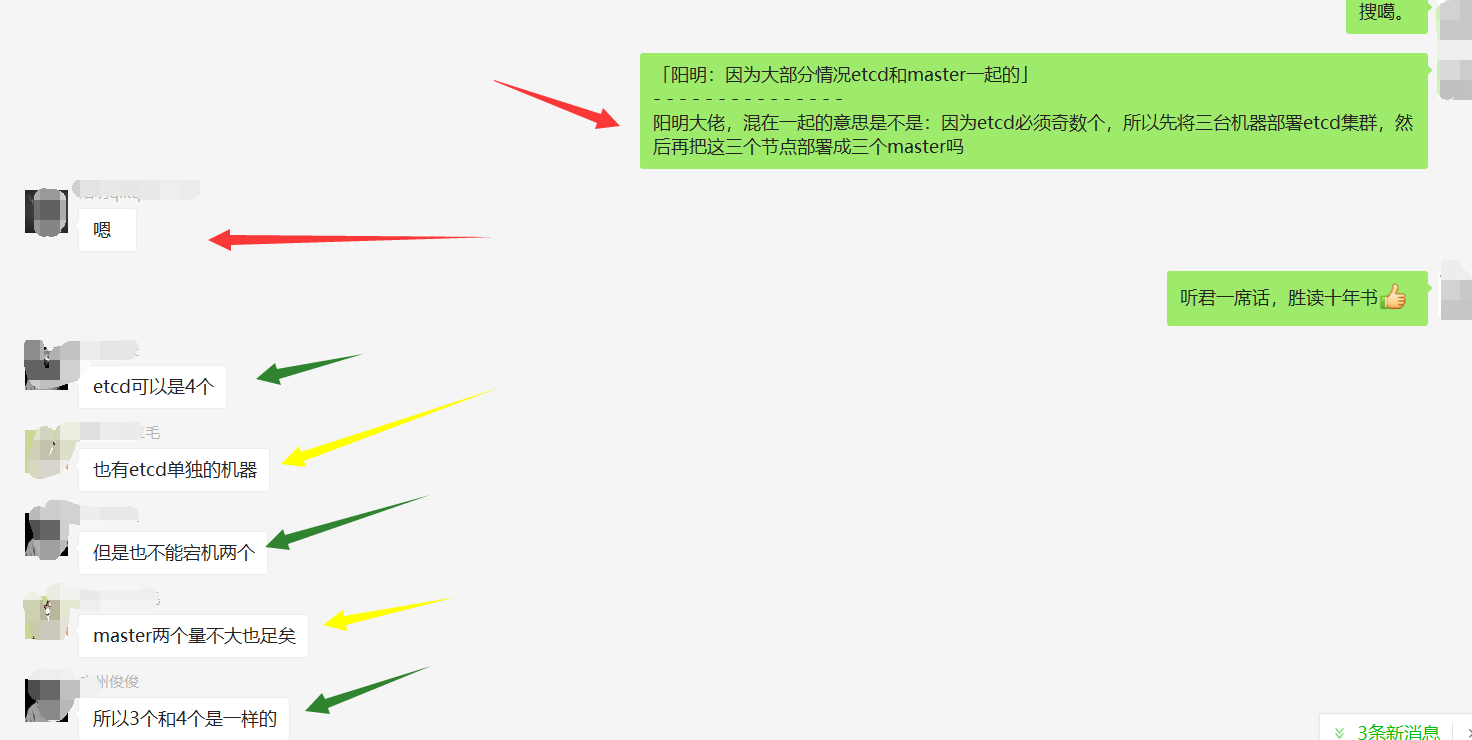 搜噶。
「阳明：因为大部分情况etcd和master一起的」
- - - - - - - - - - - - - - -
阳明大佬，混在一起的意思是不是：因为etcd必须奇数个，所以先将三台机器部署etcd集群，然
后再把这三个节点部署成三个master吗
嗯
听君一席话，胜读十年书
etcd可以是4个
毛
也有etcd单独的机器
但是也不能宕机两个
master两个量不大也足矣
州俊俊
所以3个和4个是一样的
3条新消息